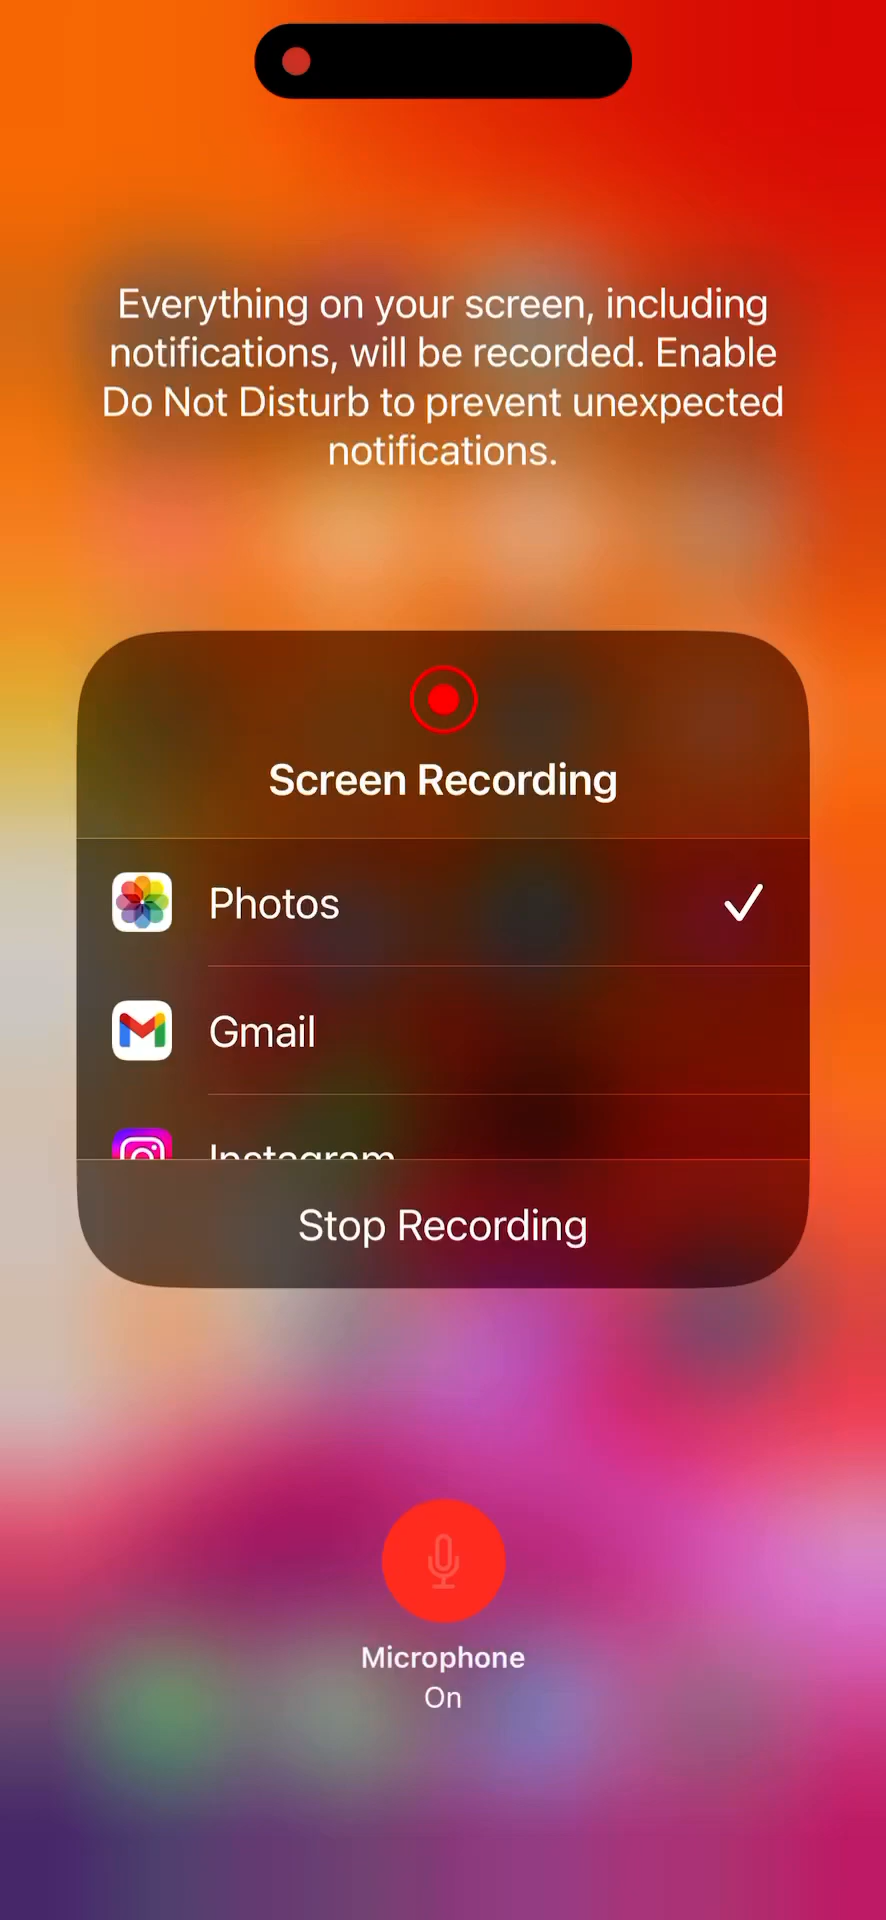 Everything on your screen, including
notifications, will be recorded. Enable
Do Not Disturb to prevent unexpected
notifications.
Screen Recording
Photos
Gmail
Instagram
Stop Recording
Microphone
On